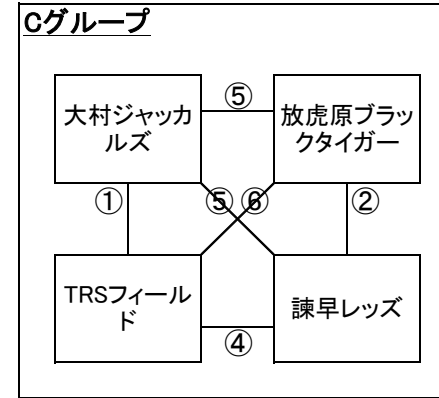 Cグループ
大村ジャッカ
ルズ
⑤
放虎原ブラッ
クタイガー
①
⑤
⑥
②
TRSフィール
ド
④
諫早レッズ